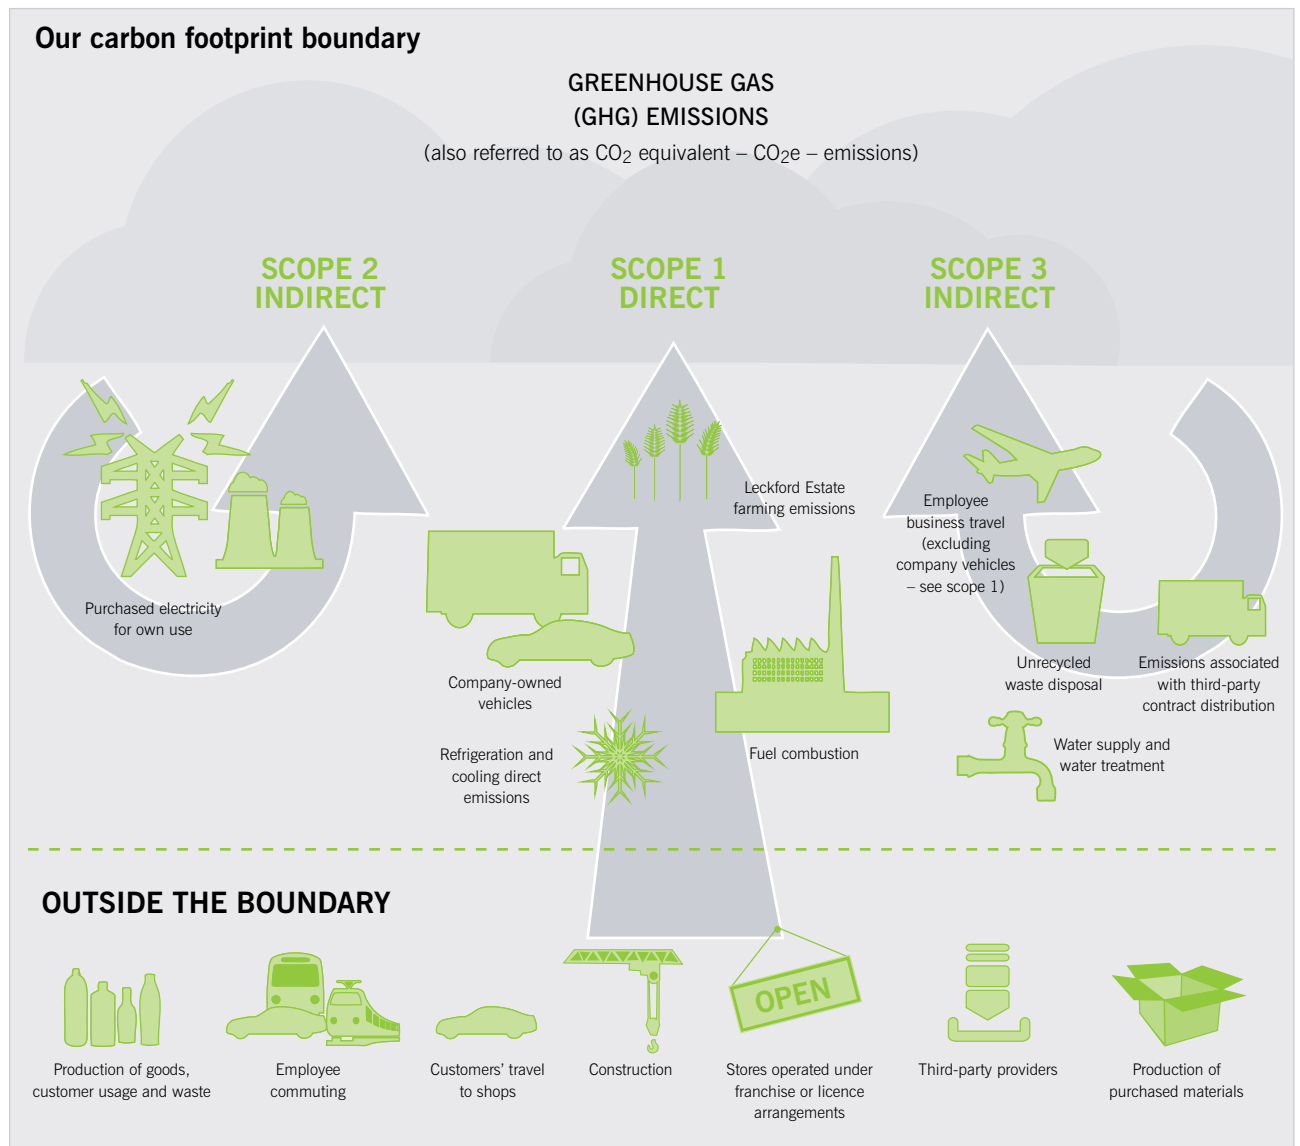 Our carbon footprint boundary
GREENHOUSE GAS
(GHG) EMISSIONS
(also referred to as CO2 equivalent – CO2e – emissions)
SCOPE 2
INDIRECT
SCOPE 1
DIRECT
SCOPE 3
INDIRECT
Purchased electricity
for own use
Leckford Estate
farming emissions
Company-owned
vehicles
Refrigeration and
cooling direct
emissions
Fuel combustion
Employee
business travel
(excluding
company vehicles
– see scope 1)
Unrecycled
waste disposal
Emissions associated
with third-party
contract distribution
Water supply and
water treatment
OUTSIDE THE BOUNDARY
Production of goods,
customer usage and waste
Employee
commuting
Customers’ travel
to shops
Construction
OPEN
Stores operated under
franchise or licence
arrangements
Third-party providers
Production of
purchased materials